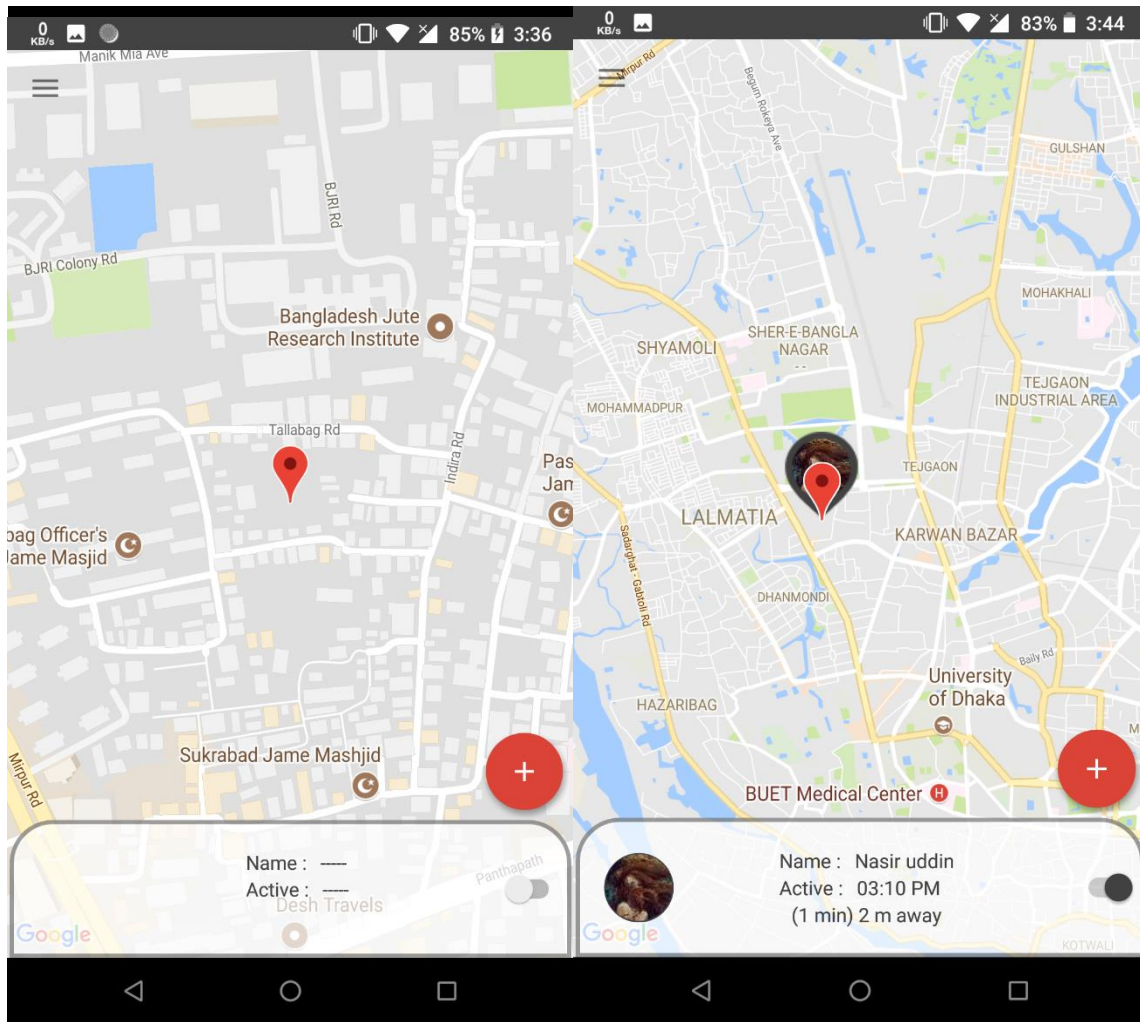 0
KB/s
85%
3:36
Manik Mia Ave
BJRI Rd
BJRI Colony Rd
Bangladesh Jute
Research Institute
Tallabag Rd
Indira Rd
Pas
Jam
bag Officer's
Jame Masjid
Sukrabad Jame Mashjid
Mirpur Rd
+
Name : -----
Active : -----
Panthapath
Desh Travels
Google
0
KB/s
83%
3:44
Mirpur Rd
Begum Rokeya Ave
GULSHAN
MOHAKHALI
SHER-E-BANGLA
NAGAR
- -
SHYAMOLI
TEJGAON
INDUSTRIAL AREA
MOHAMMADPUR
TEJGAON
LALMATIA
KARWAN BAZAR
Sadarghat - Gabtoli Rd
DHANMONDI
Baily Rd
University
of Dhaka
HAZARIBAG
M
+
BUET Medical Center
H
Name : Nasir uddin
Active : 03:10 PM
(1 min) 2 m away
Google
KOTWALI